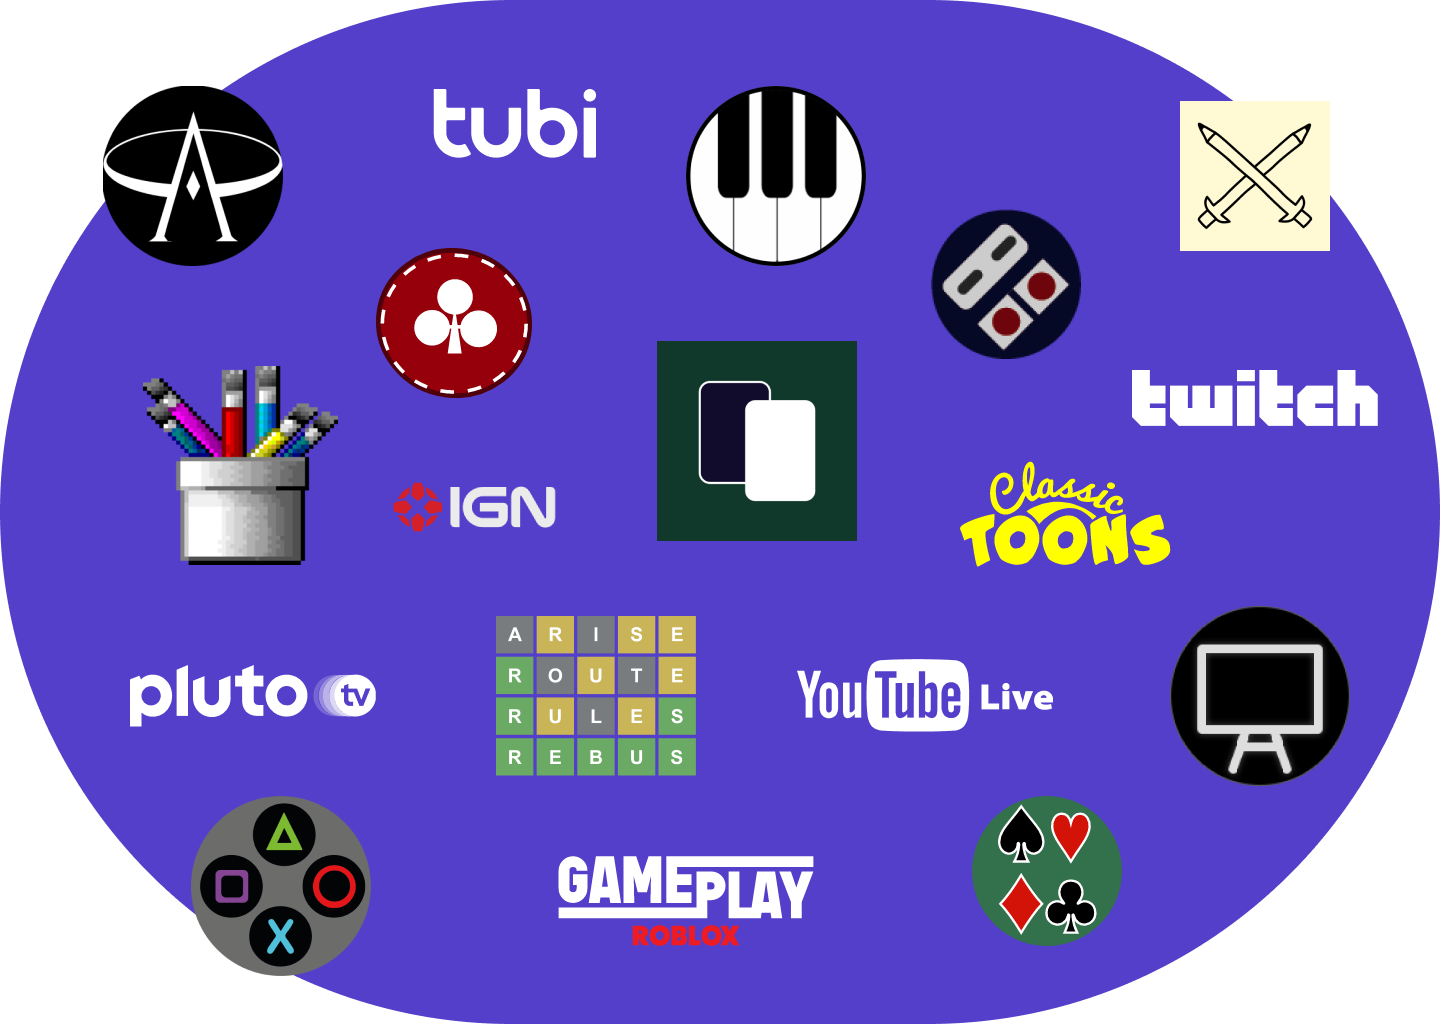 tubi
twitch
IGN
Classic
TOONS
A R I S E
R O U T E
R U L E S
R E B U S
pluto tv
YouTube Live
GAMEPLAY
ROBLOX